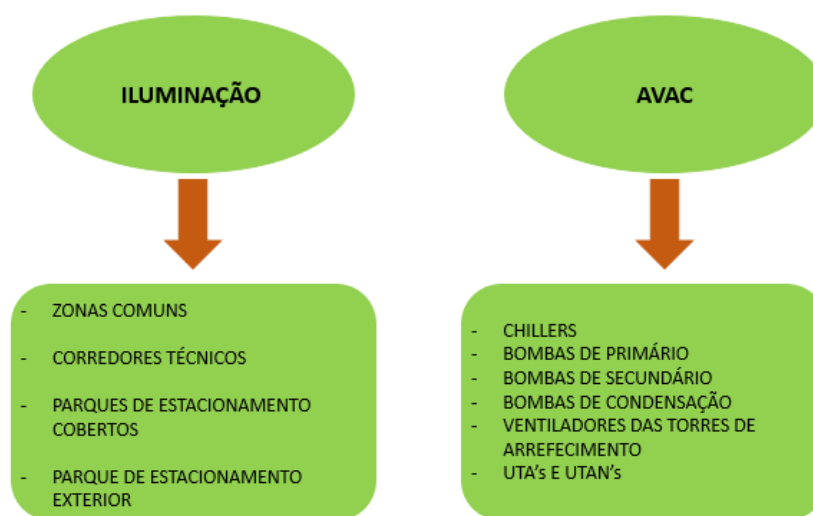 ILUMINAÇÃO
- ZONAS COMUNS
- CORREDORES TÉCNICOS
- PARQUES DE ESTACIONAMENTO
COBERTOS
- PARQUE DE ESTACIONAMENTO
EXTERIOR
AVAC
- CHILLERS
- BOMBAS DE PRIMÁRIO
- BOMBAS DE SECUNDÁRIO
- BOMBAS DE CONDENSAÇÃO
- VENTILADORES DAS TORRES DE
ARREFECIMENTO
- UTA's E UTAN's